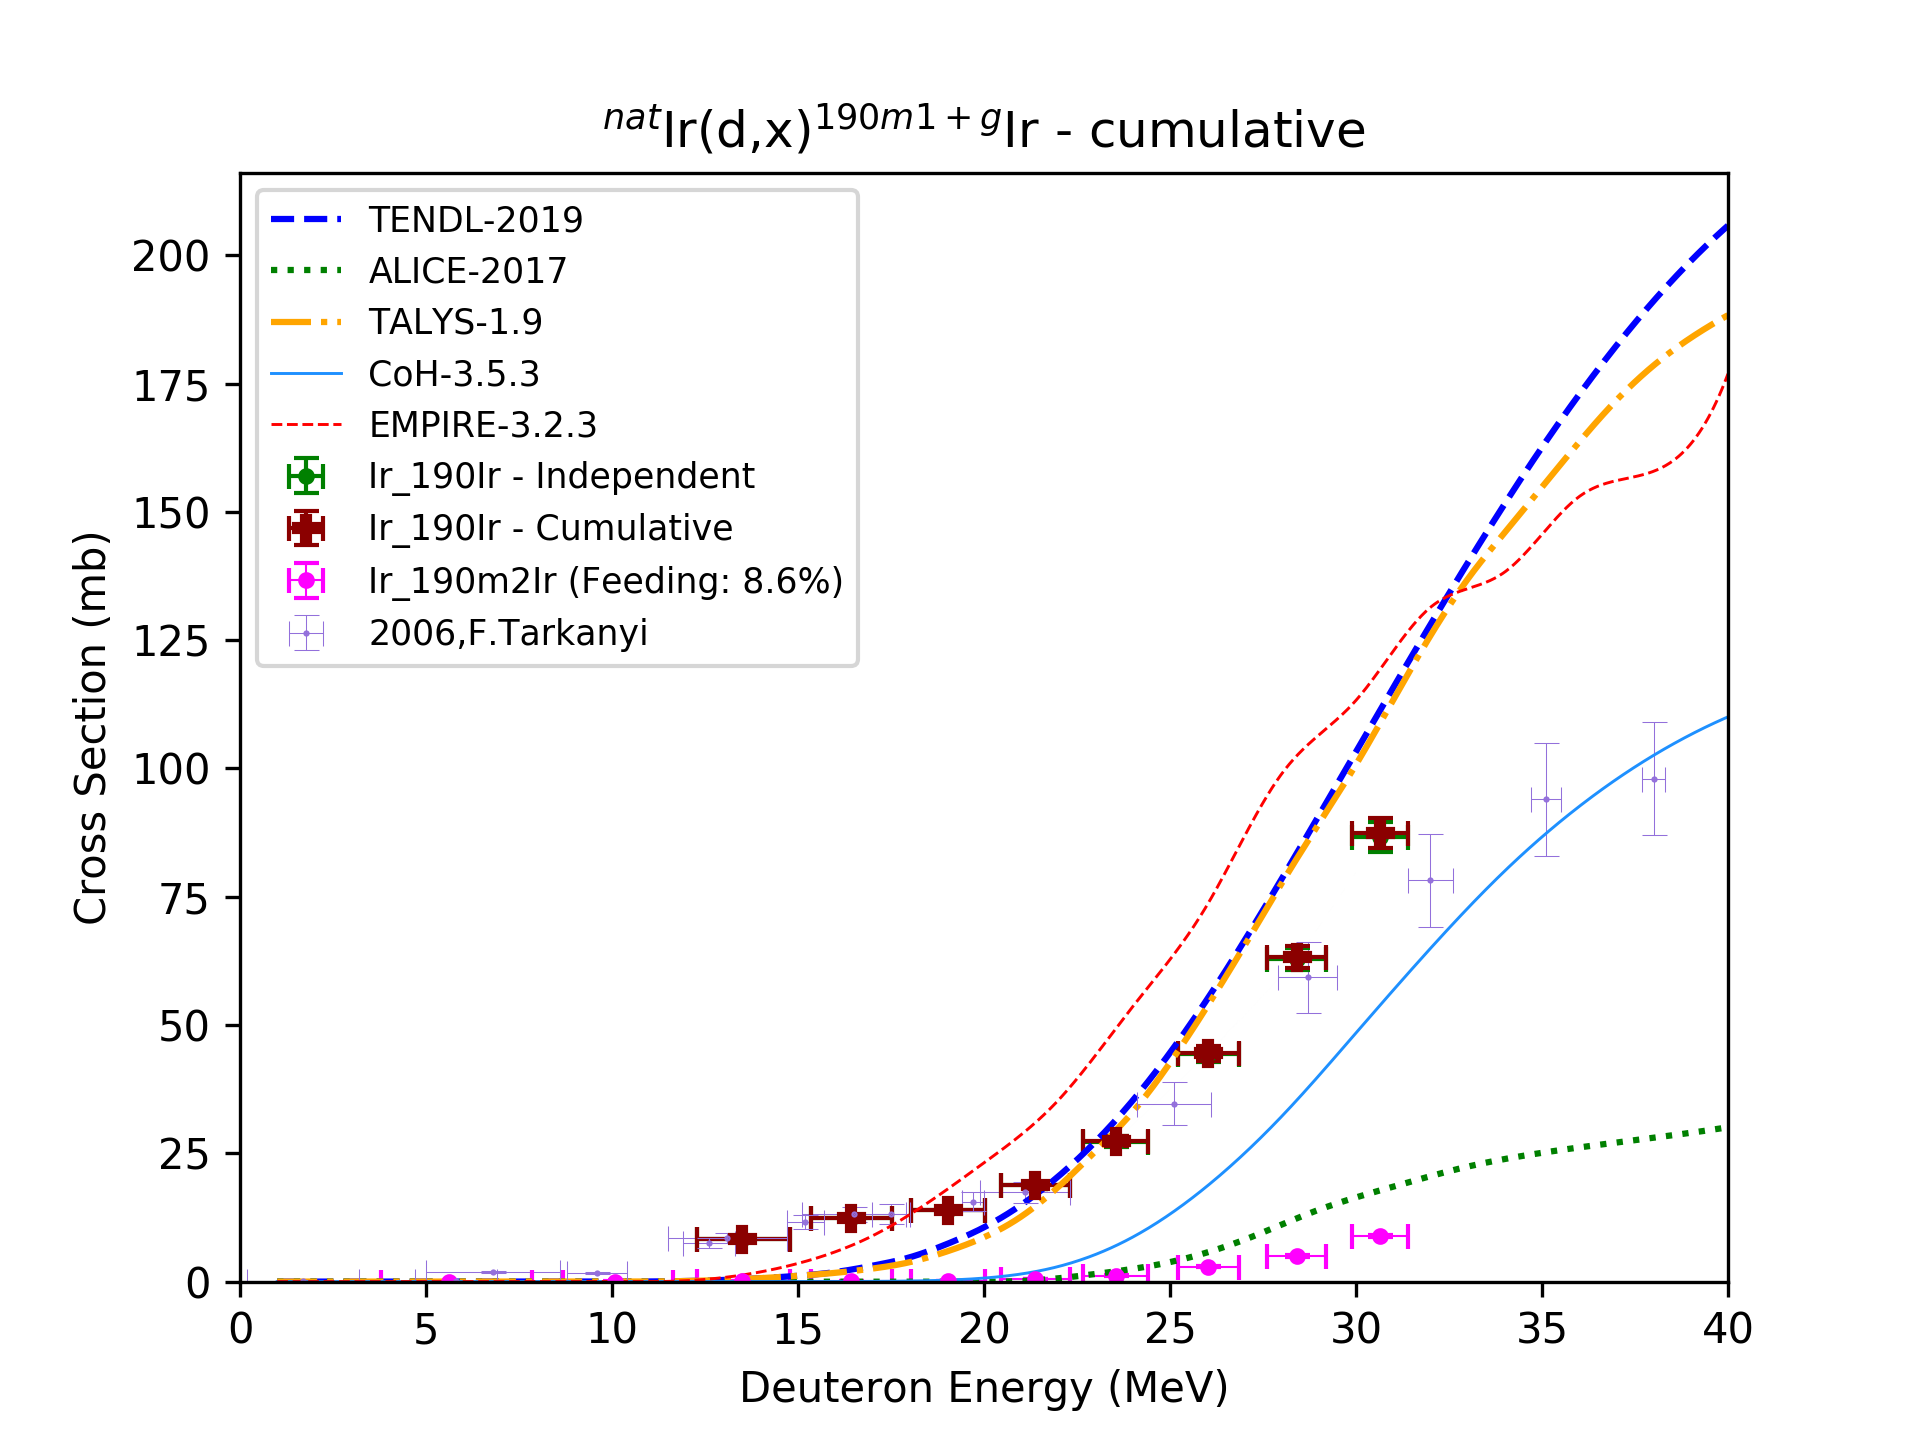 natIr(d,x)190m1+gIr - cumulative
TENDL-2019
ALICE-2017
TALYS-1.9
CoH-3.5.3
EMPIRE-3.2.3
Ir_190Ir - Independent
Ir_190Ir - Cumulative
Ir_190m2Ir (Feeding: 8.6%)
2006,F.Tarkanyi
200
175
150
125
100
75
50
25
0
Cross Section (mb)
0 5 10 15 20 25 30 35 40
Deuteron Energy (MeV)